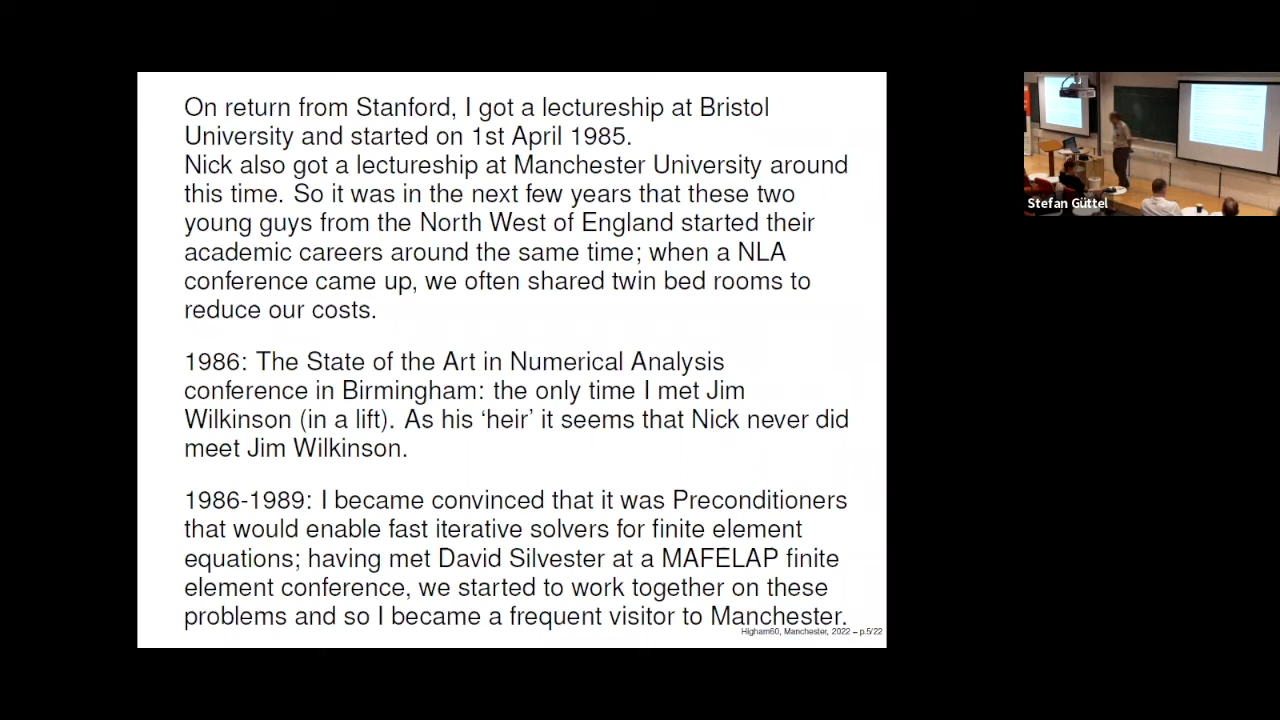 On return from Stanford, I got a lectureship at Bristol
University and started on 1st April 1985.
Nick also got a lectureship at Manchester University around
this time. So it was in the next few years that these two
young guys from the North West of England started their
academic careers around the same time; when a NLA
conference came up, we often shared twin bed rooms to
reduce our costs.
1986: The State of the Art in Numerical Analysis
conference in Birmingham: the only time I met Jim
Wilkinson (in a lift). As his ‘heir’ it seems that Nick never did
meet Jim Wilkinson.
1986-1989: I became convinced that it was Preconditioners
that would enable fast iterative solvers for finite element
equations; having met David Silvester at a MAFELAP finite
element conference, we started to work together on these
problems and so I became a frequent visitor to Manchester.
Higham60, Manchester, 2022 – p.5/22
Stefan Güttel